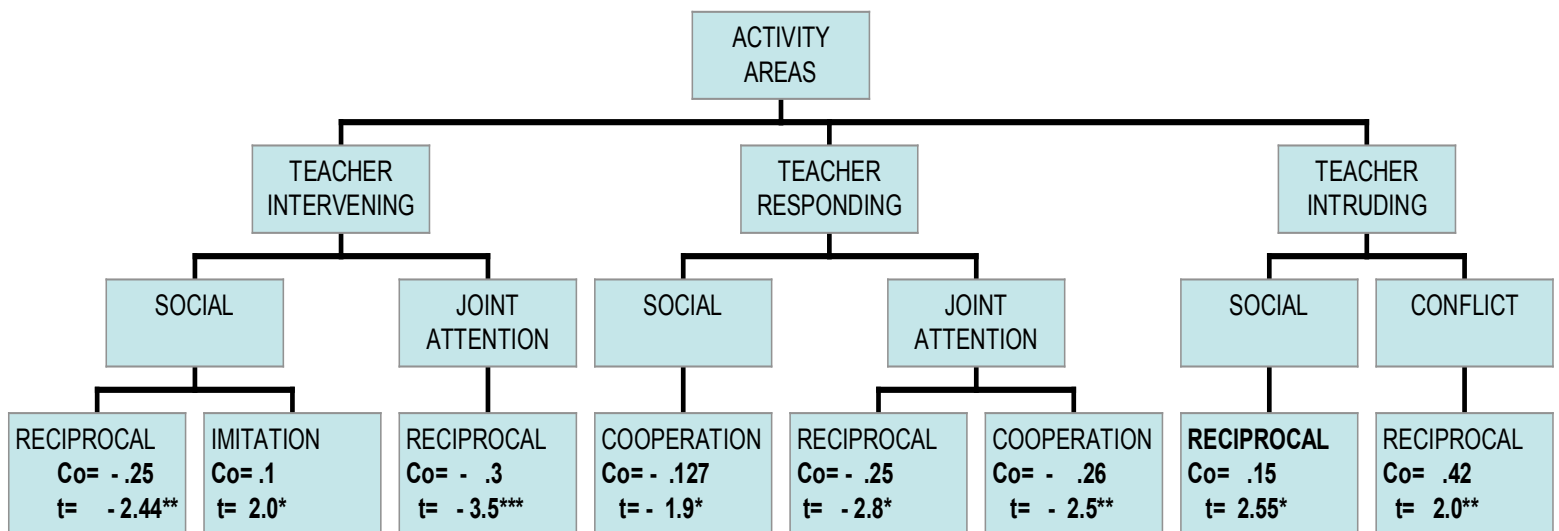 ACTIVITY
AREAS
TEACHER
INTERVENING
TEACHER
RESPONDING
TEACHER
INTRUDING
SOCIAL
JOINT
ATTENTION
SOCIAL
JOINT
ATTENTION
SOCIAL
CONFLICT
RECIPROCAL
Co= - .25
t= - 2.44**
IMITATION
Co= .1
t= 2.0*
RECIPROCAL
Co= - .3
t= - 3.5***
COOPERATION
Co= - .127
t= - 1.9*
RECIPROCAL
Co= - .25
t= - 2.8*
COOPERATION
Co= - .26
t= - 2.5**
RECIPROCAL
Co= .15
t= 2.55*
RECIPROCAL
Co= .42
t= 2.0**